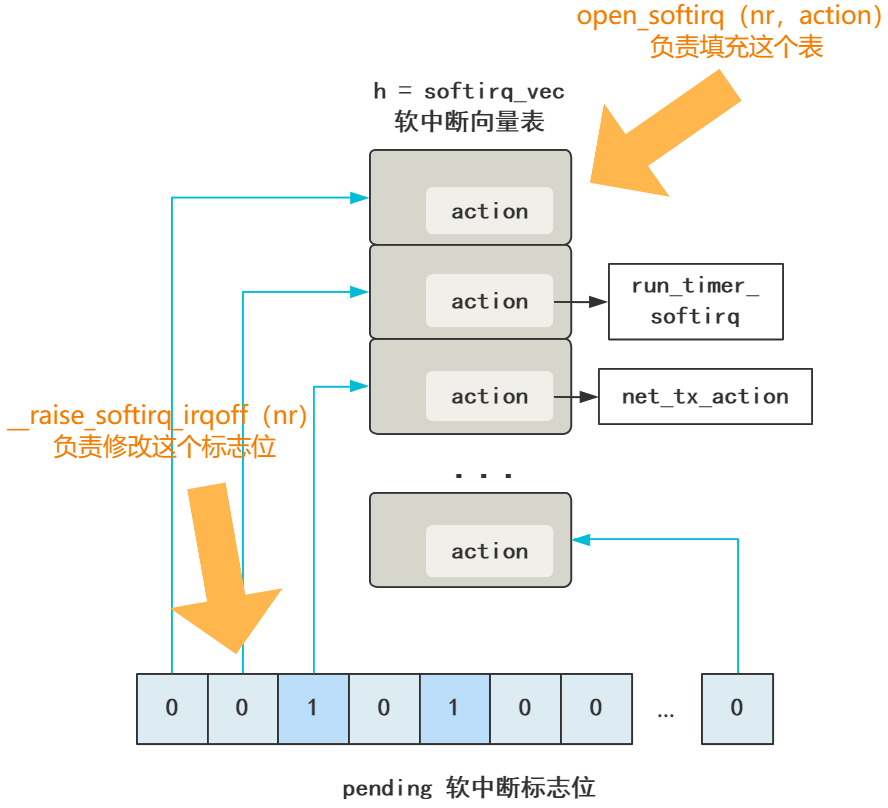 open_softirq（nr，action）
负责填充这个表
h = softirq_vec
软中断向量表
action
action
run_timer_
softirq
action
net_tx_action
__raise_softirq_irqoff（nr）
负责修改这个标志位
...
action
0 0 1 0 1 0 0 ... 0
pending 软中断标志位